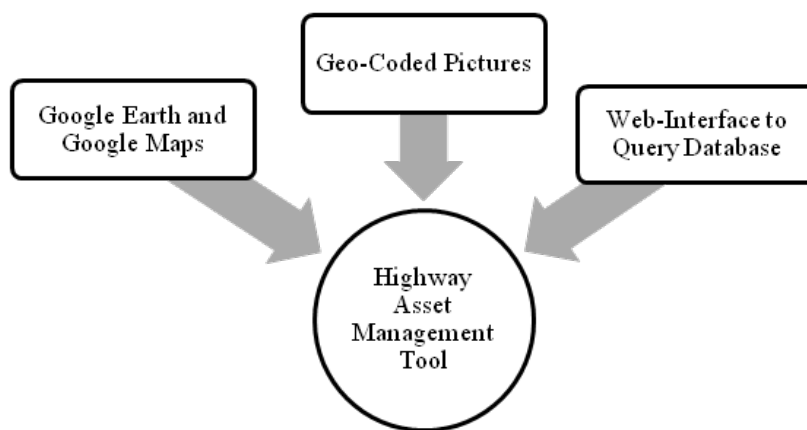 Geo-Coded Pictures
Google Earth and
Google Maps
Web-Interface to
Query Database
Highway
Asset
Management
Tool